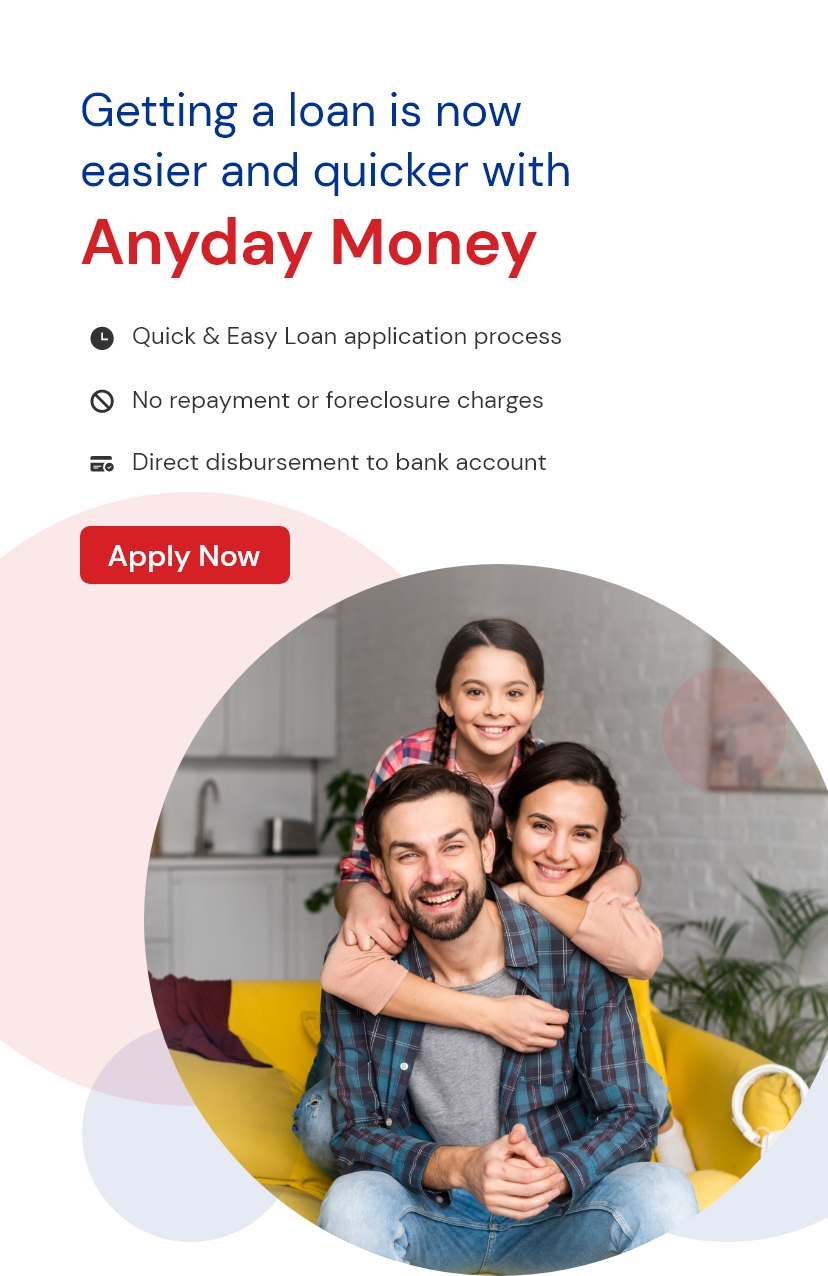 Getting a loan is now
easier and quicker with
Anyday Money
Quick & Easy Loan application process
No repayment or foreclosure charges
Direct disbursement to bank account
Apply Now